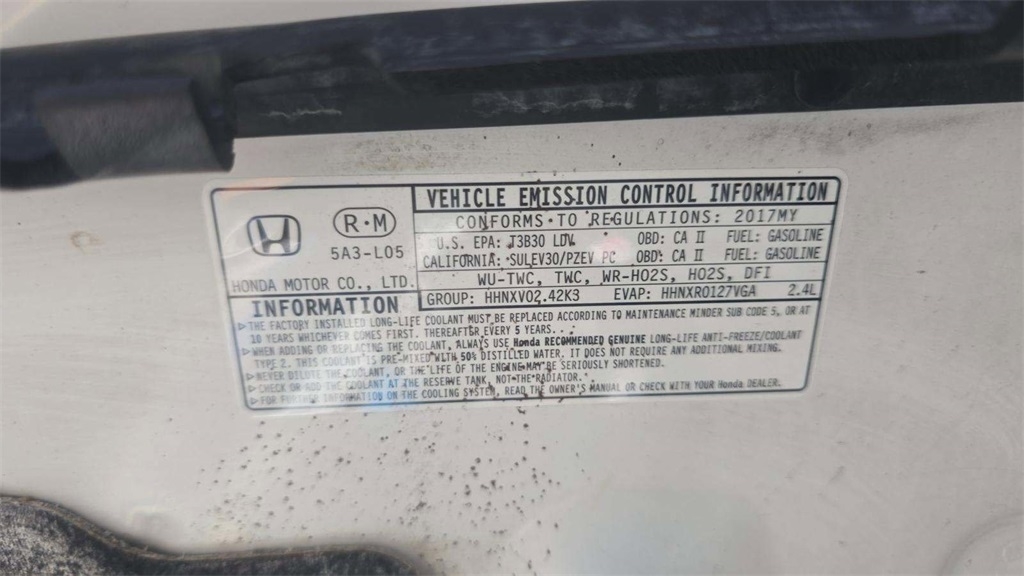 VEHICLE EMISSION CONTROL INFORMATION
CONFORMS TO REGULATIONS: 2017MY
R·M
5A3-L05
HONDA MOTOR CO., LTD.
U.S. EPA: T3B30 LDV OBD: CA II FUEL: GASOLINE
CALIFORNIA: SULEV30/PZEV PC OBD: CA II FUEL: GASOLINE
WU-TWC, TWC, WR-HO2S, HO2S, DFI
GROUP: HHNXV02.42K3 EVAP: HHNXR0127VGA 2.4L
INFORMATION
▷THE FACTORY INSTALLED LONG-LIFE COOLANT MUST BE REPLACED ACCORDING TO MAINTENANCE MINDER SUB CODE 5, OR AT
10 YEARS WHICHEVER COMES FIRST. THEREAFTER EVERY 5 YEARS.
▷WHEN ADDING OR REPLACING THE COOLANT, ALWAYS USE Honda RECOMMENDED GENUINE LONG-LIFE ANTI-FREEZE/COOLANT
TYPE 2. THIS COOLANT IS PRE-MIXED WITH 50% DISTILLED WATER. IT DOES NOT REQUIRE ANY ADDITIONAL MIXING.
▷NEVER DILUTE THE COOLANT, OR THE LIFE OF THE ENGINE MAY BE SERIOUSLY SHORTENED.
▷CHECK OR ADD THE COOLANT AT THE RESERVE TANK, NOT THE RADIATOR.
▷FOR FURTHER INFORMATION ON THE COOLING SYSTEM, READ THE OWNER'S MANUAL OR CHECK WITH YOUR Honda DEALER.